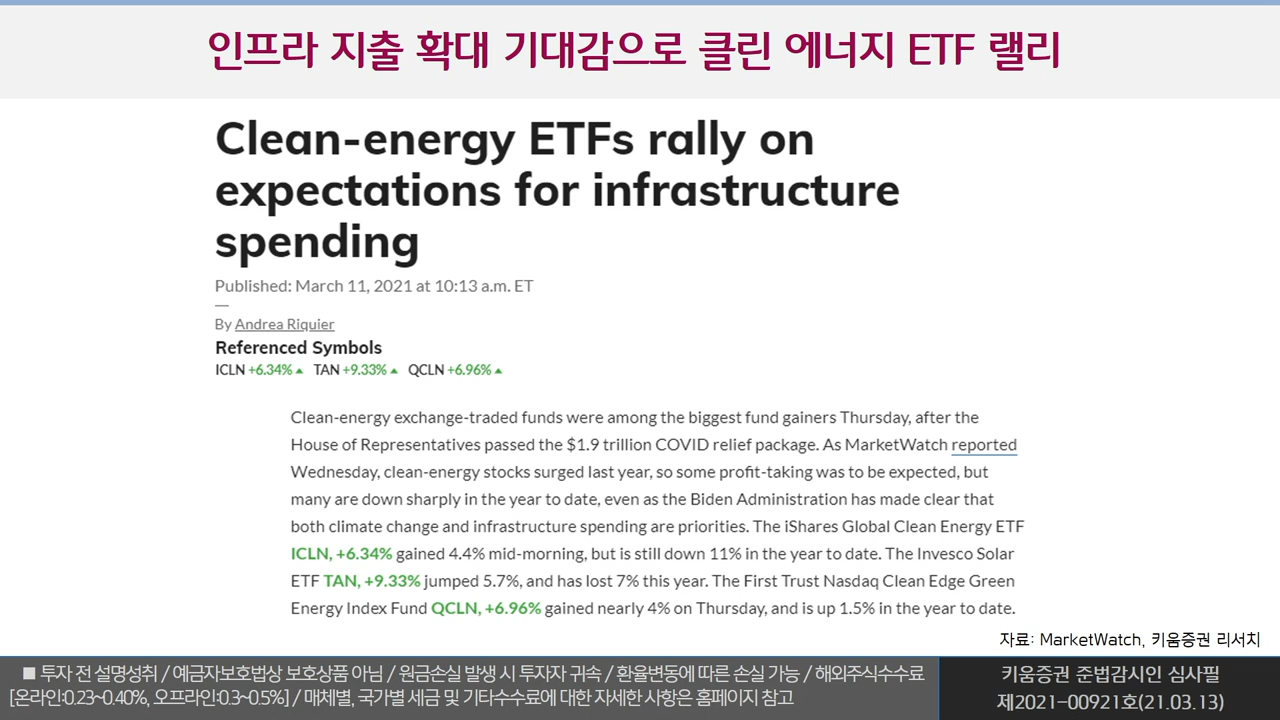 인프라 지출 확대 기대감으로 클린 에너지 ETF 랠리
Clean-energy ETFs rally on
expectations for infrastructure
spending
Published: March 11, 2021 at 10:13 a.m. ET
—
By Andrea Riquier
Referenced Symbols
ICLN +6.34% ▲ TAN +9.33% ▲ QCLN +6.96% ▲
Clean-energy exchange-traded funds were among the biggest fund gainers Thursday, after the
House of Representatives passed the $1.9 trillion COVID relief package. As MarketWatch reported
Wednesday, clean-energy stocks surged last year, so some profit-taking was to be expected, but
many are down sharply in the year to date, even as the Biden Administration has made clear that
both climate change and infrastructure spending are priorities. The iShares Global Clean Energy ETF
ICLN, +6.34% gained 4.4% mid-morning, but is still down 11% in the year to date. The Invesco Solar
ETF TAN, +9.33% jumped 5.7%, and has lost 7% this year. The First Trust Nasdaq Clean Edge Green
Energy Index Fund QCLN, +6.96% gained nearly 4% on Thursday, and is up 1.5% in the year to date.
자료: MarketWatch, 키움증권 리서치
■ 투자 전 설명성취 / 예금자보호법상 보호상품 아님 / 원금손실 발생 시 투자자 귀속 / 환율변동에 따른 손실 가능 / 해외주식수수료
[온라인:0.23~0.40%, 오프라인:0.3~0.5%] / 매체별, 국가별 세금 및 기타수수료에 대한 자세한 사항은 홈페이지 참고
키움증권 준법감시인 심사필
제2021-00921호(21.03.13)